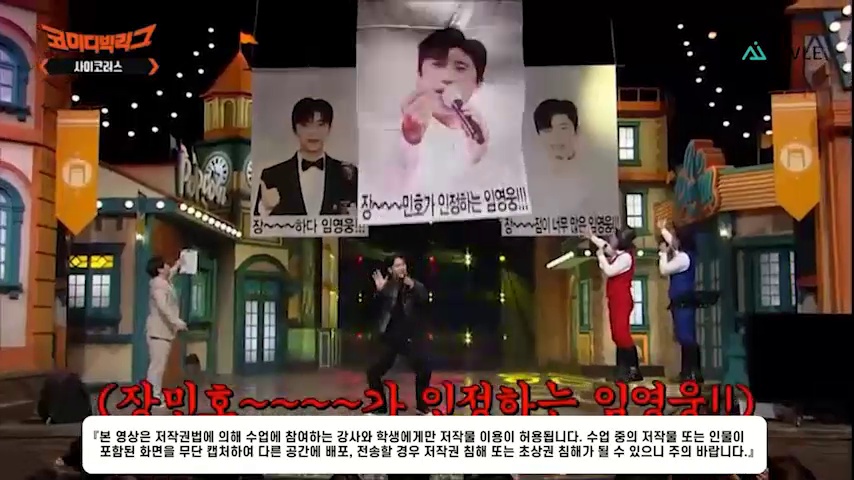 코미디빅리그
사이코러스
장~~~~하다 임영웅!!!
장~~~~민호가 인정하는 임영웅!!!
장~~~~점이 너무 많은 임영웅!!!
Popcorn
(장민호~~~~가 인정하는 임영웅!!)
『본 영상은 저작권법에 의해 수업에 참여하는 강사와 학생에게만 저작물 이용이 허용됩니다. 수업 중의 저작물 또는 인물이
포함된 화면을 무단 캡처하여 다른 공간에 배포, 전송할 경우 저작권 침해 또는 초상권 침해가 될 수 있으니 주의 바랍니다.』